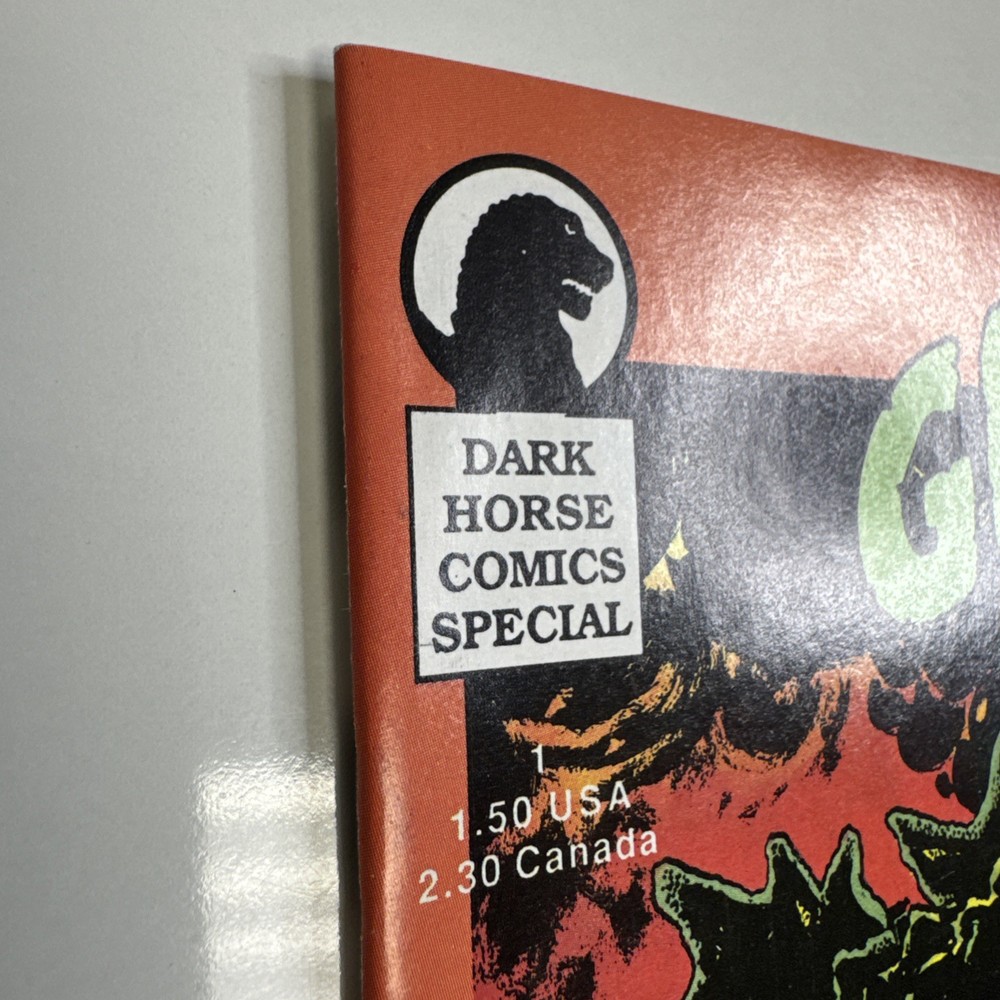 DARK
HORSE
COMICS
SPECIAL
G
1
1.50 USA
2.30 Canada